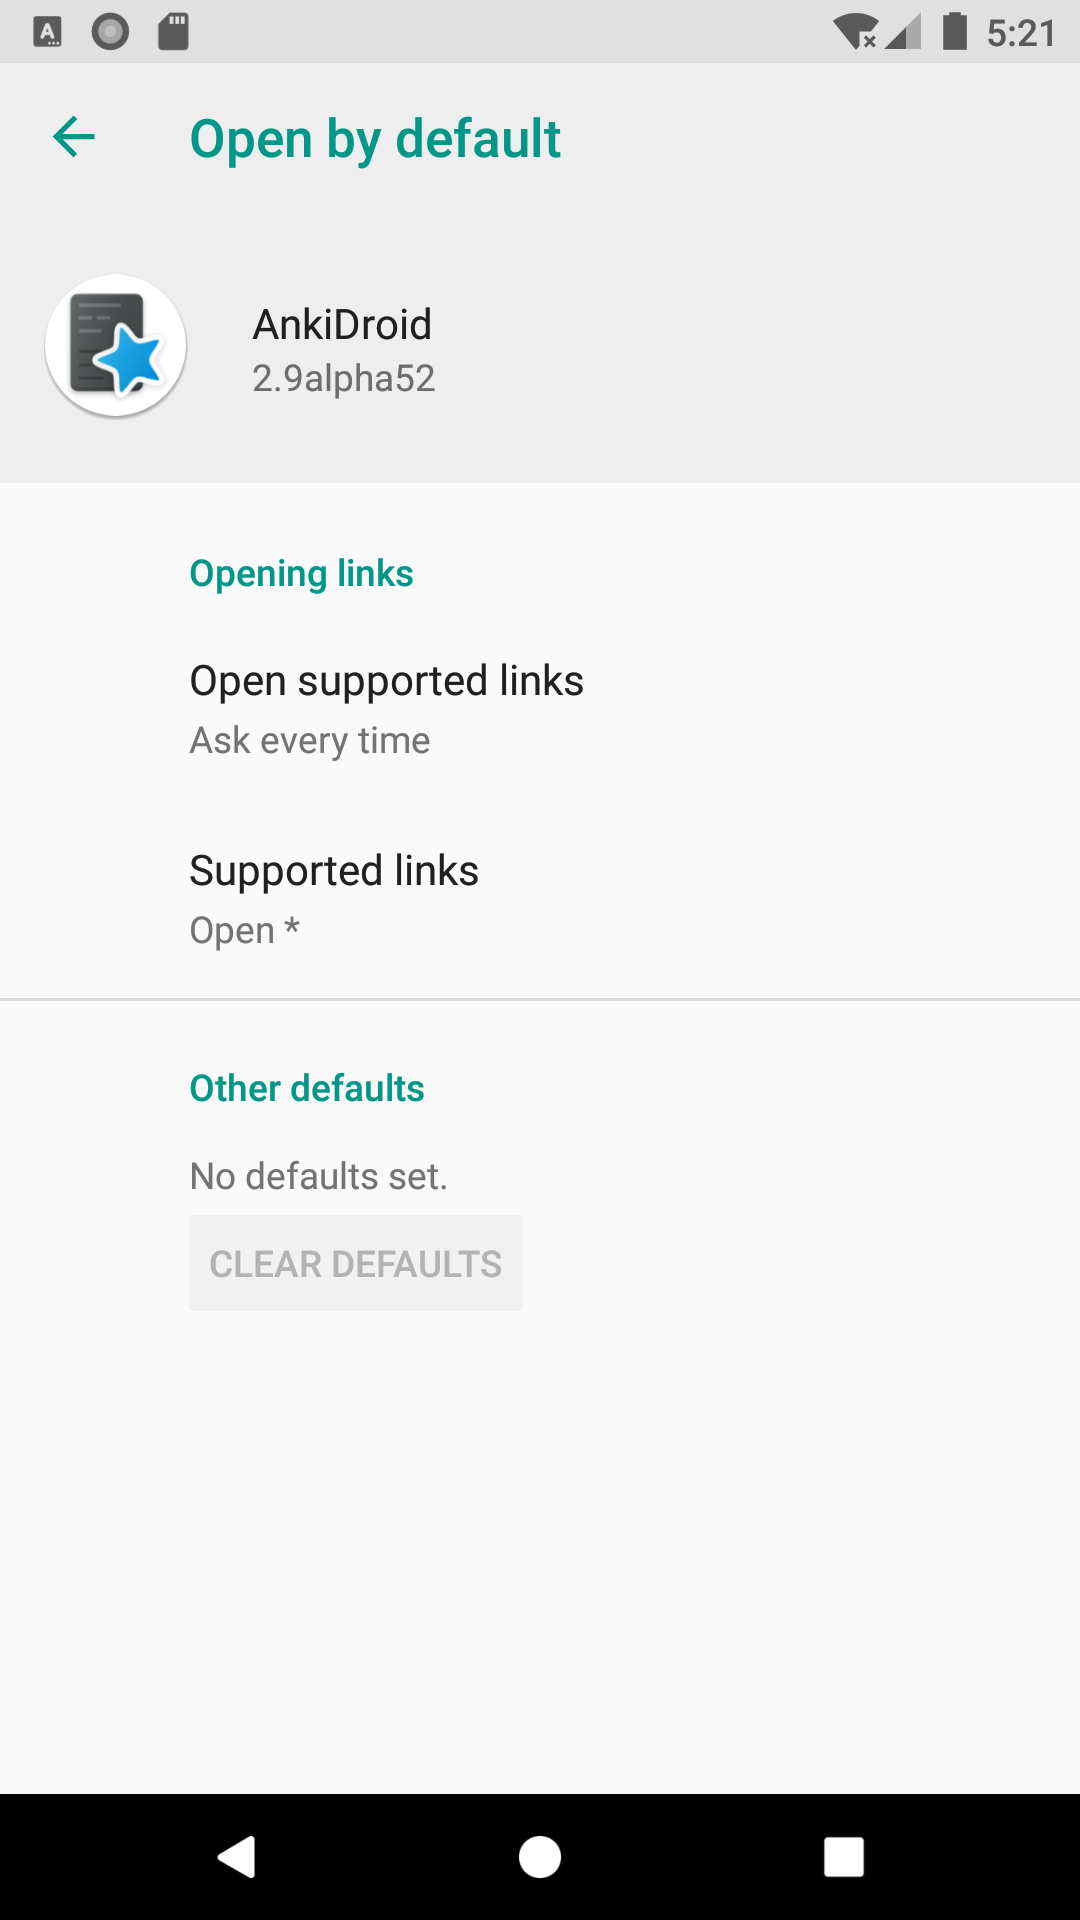 5:21
Open by default
AnkiDroid
2.9alpha52
Opening links
Open supported links
Ask every time
Supported links
Open *
Other defaults
No defaults set.
CLEAR DEFAULTS